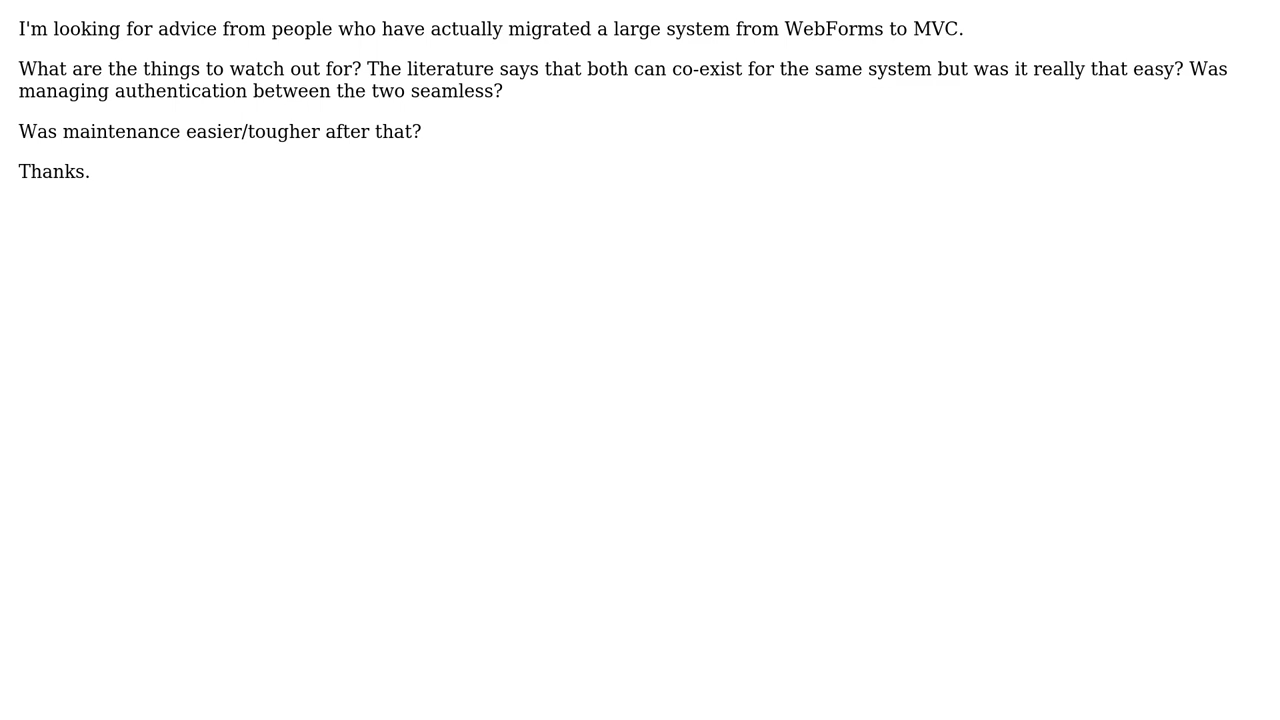 I'm looking for advice from people who have actually migrated a large system from WebForms to MVC.
What are the things to watch out for? The literature says that both can co-exist for the same system but was it really that easy? Was
managing authentication between the two seamless?
Was maintenance easier/tougher after that?
Thanks.